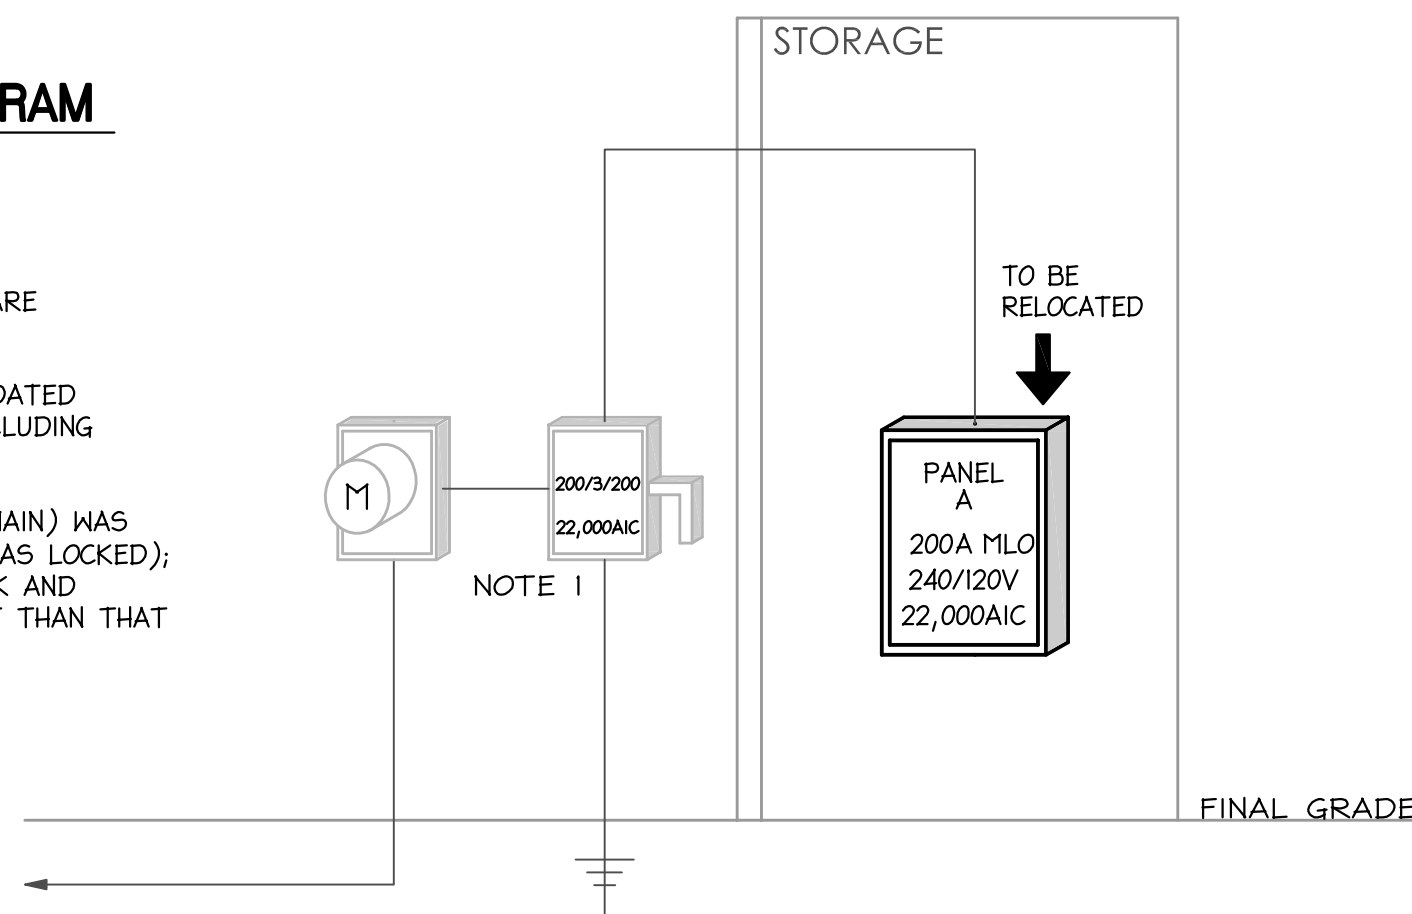 STORAGE
RAM
TO BE
RELOCATED
ARE
DATED
LUDING
MAIN) WAS
AS LOCKED);
K AND
T THAN THAT
M
200/3/200
22,000AIC
NOTE 1
PANEL
A
200A MLO
240/120V
22,000AIC
FINAL GRADE